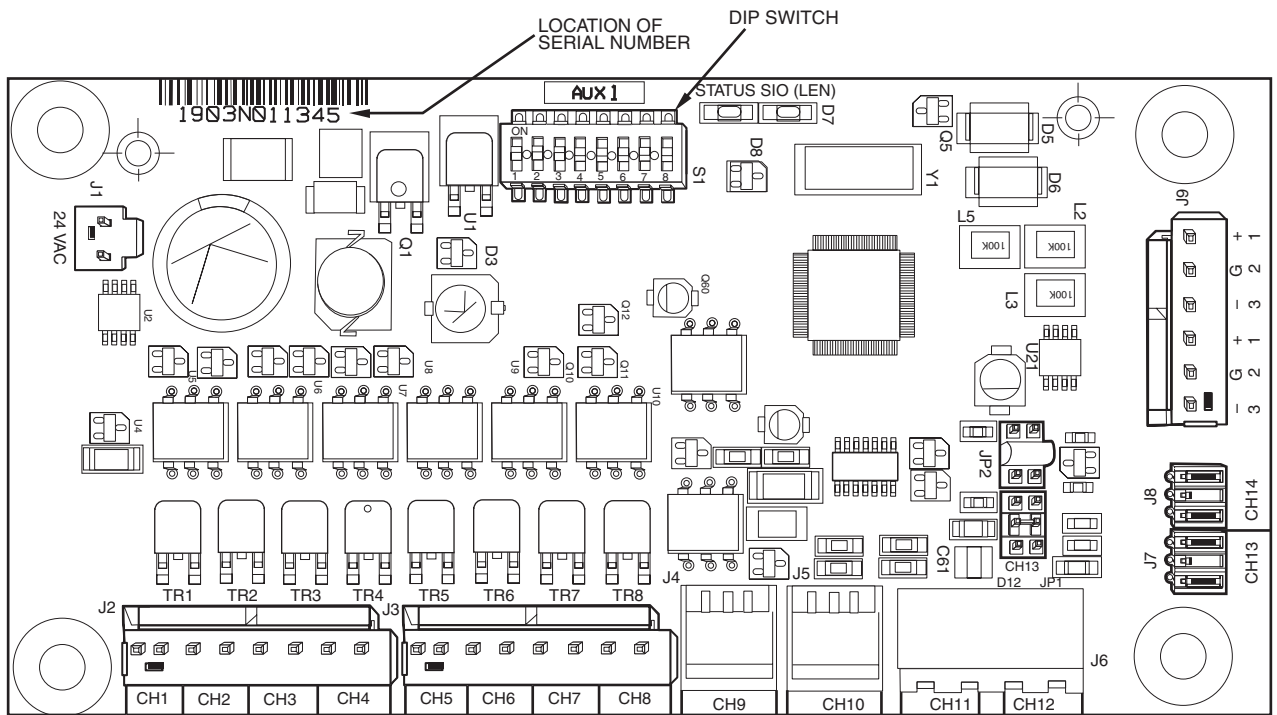 LOCATION OF
SERIAL NUMBER
DIP SWITCH
1903N011345
AUX 1
STATUS SIO (LEN)
D7
ON
1 2 3 4 5 6 7 8
S1
D8
Y1
Q5
D5
D6
J9
J1
24 VAC
Q1
U1
D3
L5
L2
100K
100K
L3
100K
+ 1
G 2
– 3
+ 1
G 2
– 3
U2
Q60
Q12
U5
U6
U7
U8
U9
Q10
Q11
U10
U21
U4
JP2
J8
CH14
J7
CH13
C61
CH13
D12
JP1
TR1
TR2
TR3
TR4
TR5
TR6
TR7
TR8
J4
J5
J2
J3
J6
CH1
CH2
CH3
CH4
CH5
CH6
CH7
CH8
CH9
CH10
CH11
CH12